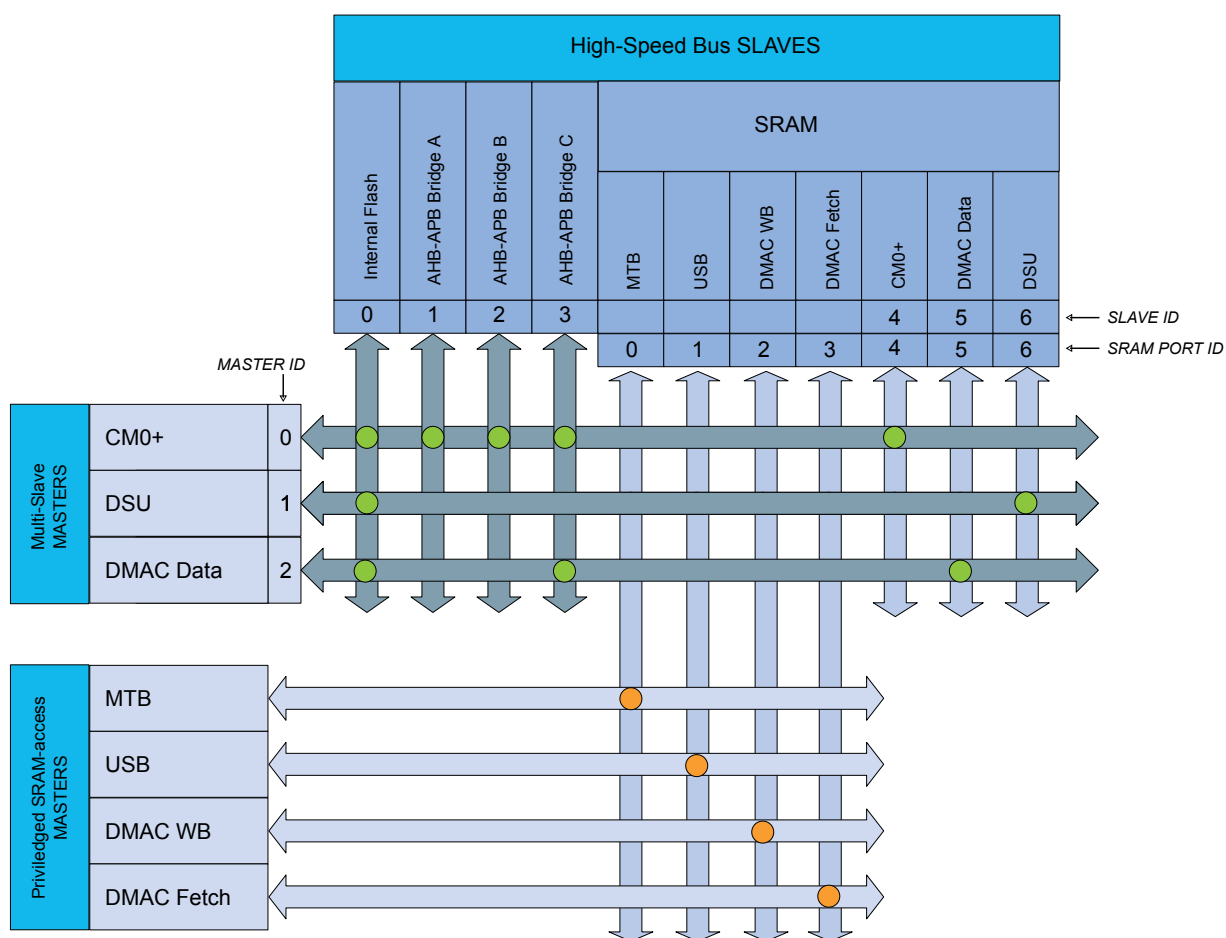 High-Speed Bus SLAVES
SRAM
Internal Flash
AHB-APB Bridge A
AHB-APB Bridge B
AHB-APB Bridge C
MTB
USB
DMAC WB
DMAC Fetch
CM0+
DMAC Data
DSU
0 1 2 3 4 5 6 SLAVE ID
0 1 2 3 4 5 6 SRAM PORT ID
MASTER ID
Multi-Slave
MASTERS
CM0+ 0
DSU 1
DMAC Data 2
Priviledged SRAM-access
MASTERS
MTB
USB
DMAC WB
DMAC Fetch